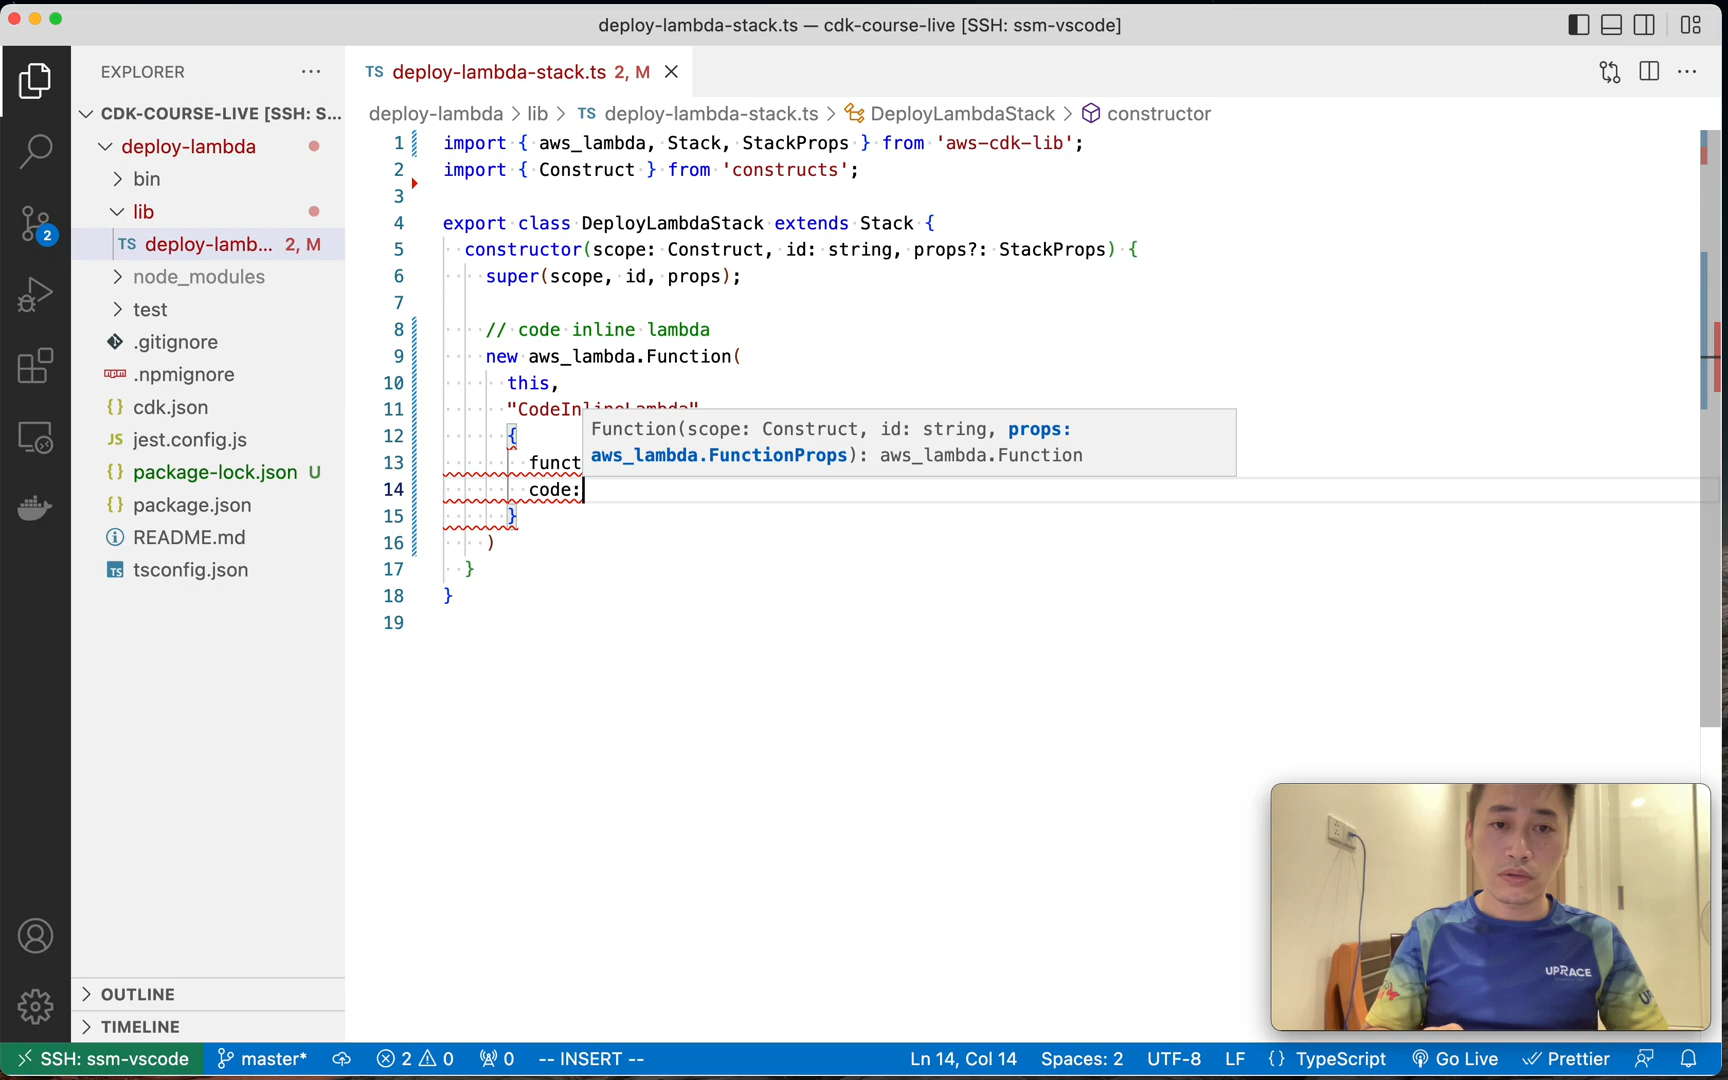 deploy-lambda-stack.ts — cdk-course-live [SSH: ssm-vscode]
EXPLORER
TS deploy-lambda-stack.ts 2, M
CDK-COURSE-LIVE [SSH: S...
deploy-lambda > lib > TS deploy-lambda-stack.ts > DeployLambdaStack > constructor
deploy-lambda
bin
lib
TS deploy-lamb... 2, M
node_modules
test
.gitignore
.npmignore
cdk.json
JS jest.config.js
package-lock.json U
package.json
README.md
TS tsconfig.json
2
1 import { aws_lambda, Stack, StackProps } from 'aws-cdk-lib';
2 import { Construct } from 'constructs';
3
4 export class DeployLambdaStack extends Stack {
5 constructor(scope: Construct, id: string, props?: StackProps) {
6 super(scope, id, props);
7
8 // code inline lambda
9 new aws_lambda.Function(
10 this,
11 "CodeInlineLambda"
12 {
13 funct
14 code:
15 }
16 )
17 }
18 }
19
Function(scope: Construct, id: string, props:
aws_lambda.FunctionProps): aws_lambda.Function
OUTLINE
TIMELINE
UPRACE
SSH: ssm-vscode master* 2 0 0 -- INSERT -- Ln 14, Col 14 Spaces: 2 UTF-8 LF {} TypeScript Go Live Prettier